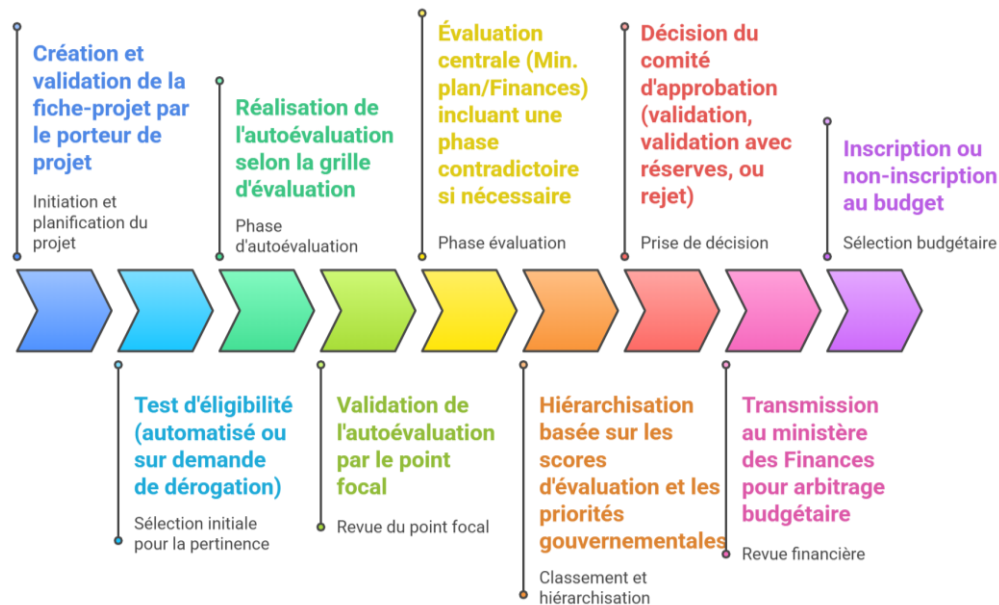 Création et
validation de la
fiche-projet par
le porteur de
projet
Initiation et
planification du
projet
Test d'éligibilité
(automatisé ou
sur demande
de dérogation)
Sélection initiale
pour la pertinence
Réalisation de
l'autoévaluation
selon la grille
d'évaluation
Phase
d'autoévaluation
Validation de
l'autoévaluation
par le point
focal
Revue du point focal
Évaluation
centrale (Min.
plan/Finances)
incluant une
phase
contradictoire
si nécessaire
Phase évaluation
Hiérarchisation
basée sur les
scores
d'évaluation et les
priorités
gouvernementales
Classement et
hiérarchisation
Décision du
comité
d'approbation
(validation,
validation avec
réserves, ou
rejet)
Prise de décision
Transmission
au ministère
des Finances
pour arbitrage
budgétaire
Revue financière
Inscription ou
non-inscription
au budget
Sélection budgétaire